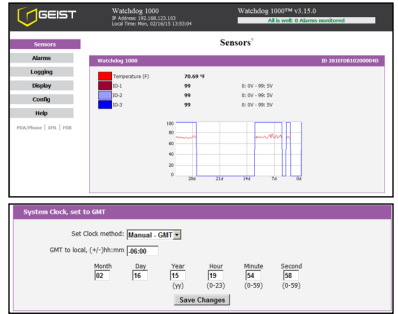 GEIST
Watchdog 1000
IP Address: 192.168.123.103
Local Time: Mon, 02/16/15 13:53:04
Watchdog 1000™ v3.15.0
All is well: 0 Alarms monitored
Sensors
Alarms
Logging
Display
Config
Help
PDA/Phone | XML | MIB
Sensors
Watchdog 1000
Temperature (F) 70.69 °F
IO-1 99 0: 0V - 99: 5V
IO-2 99 0: 0V - 99: 5V
IO-3 99 0: 0V - 99: 5V
100
80
60
40
20
0
28d 21d 14d 7d 0d
System Clock, set to GMT
Set Clock method: Manual - GMT
GMT to local, (+/-)hh:mm -06:00
Month Day Year Hour Minute Second
02 16 15 19 54 58
(yy) (0-23) (0-59) (0-59)
Save Changes